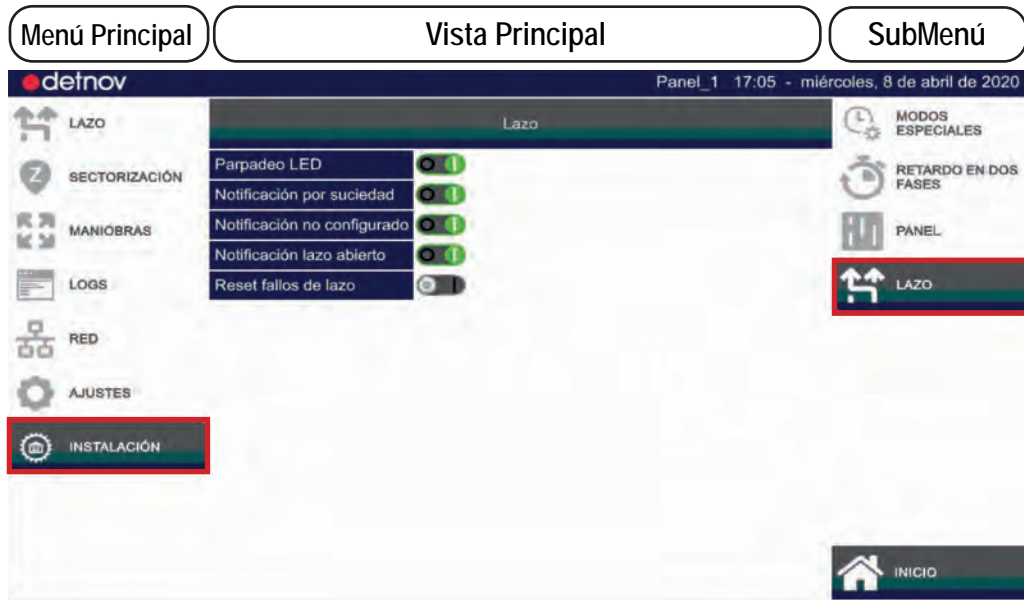 Menú Principal
Vista Principal
SubMenú
detnov
Panel_1 17:05 - miércoles, 8 de abril de 2020
LAZO
SECTORIZACIÓN
MANIOBRAS
LOGS
RED
AJUSTES
INSTALACIÓN
Lazo
Parpadeo LED
Notificación por suciedad
Notificación no configurado
Notificación lazo abierto
Reset fallos de lazo
MODOS
ESPECIALES
RETARDO EN DOS
FASES
PANEL
LAZO
INICIO